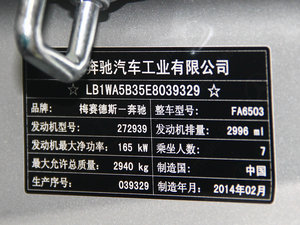 奔驰汽车工业有限公司
☆ LB1WA5B35E8039329 ☆
品牌: 梅赛德斯—奔驰 整车型号: FA6503
发动机型号: 272939 发动机排量: 2996 ml
发动机最大净功率: 165 kW 乘坐人数: 7
最大允许总质量: 2940 kg 制造国: 中国
生产序号: 039329 制造年月: 2014年02月